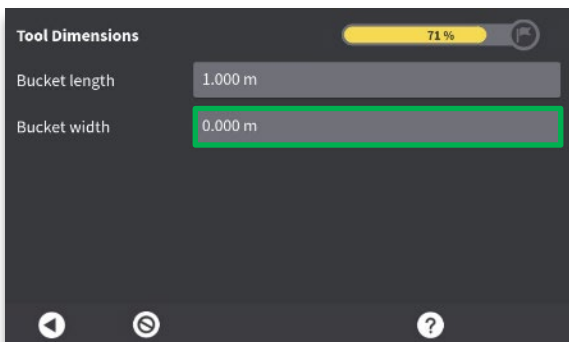 Tool Dimensions 71 %
Bucket length 1.000 m
Bucket width 0.000 m
?